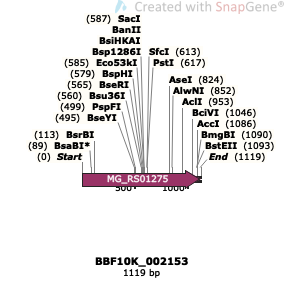 Created with SnapGene®
(587) SacI
BanII
BsiHKAI
Bsp1286I SfcI (613)
(585) Eco53kI PstI (617)
(579) BspHI
(565) BseRI AseI (824)
(560) Bsu36I AlwNI (852)
(499) PspFI AclI (953)
(495) BseYI BciVI (1046)
AccI (1086)
(113) BsrBI BmgBI (1090)
(89) BsaBI* BstEII (1093)
(0) Start End (1119)
MG_RS01275
500 1000
BBF10K_002153
1119 bp